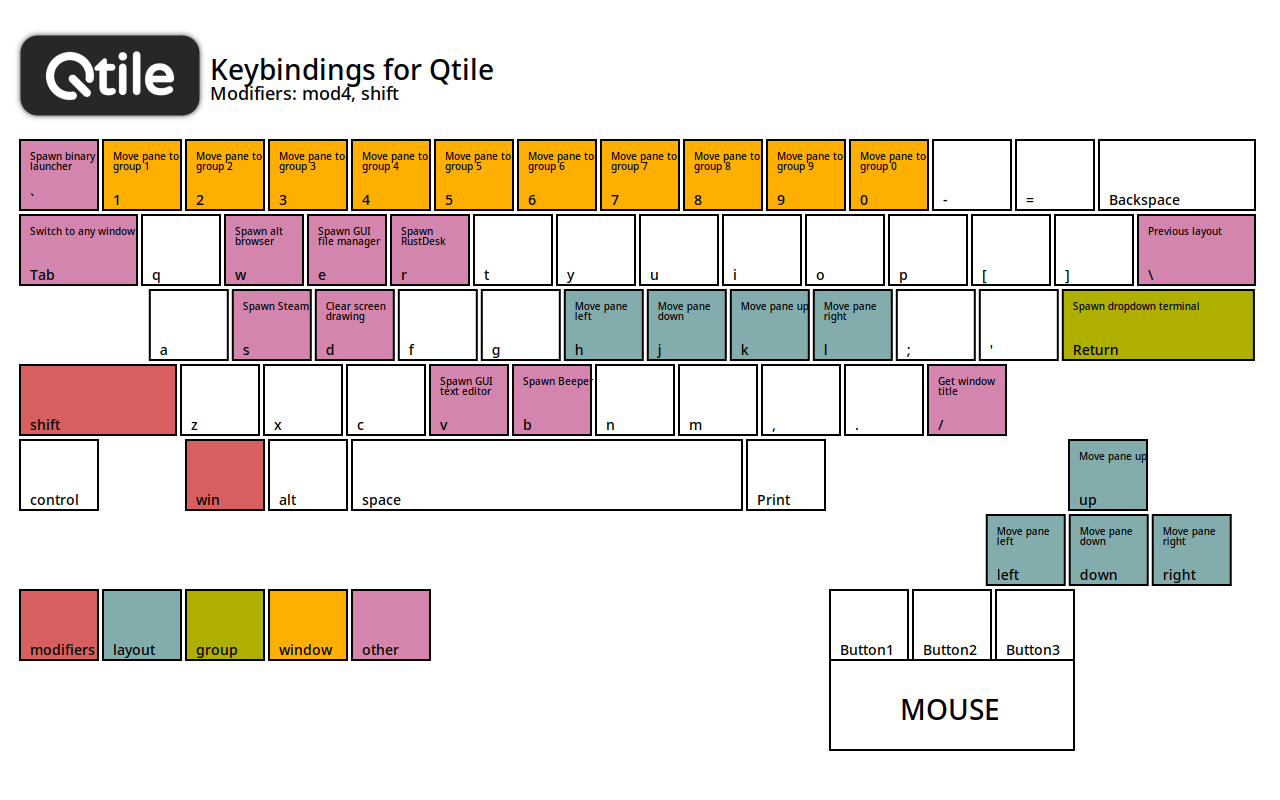 Qtile
Keybindings for Qtile
Modifiers: mod4, shift
Spawn binary
launcher
`
Move pane to
group 1
1
Move pane to
group 2
2
Move pane to
group 3
3
Move pane to
group 4
4
Move pane to
group 5
5
Move pane to
group 6
6
Move pane to
group 7
7
Move pane to
group 8
8
Move pane to
group 9
9
Move pane to
group 0
0
-
=
Backspace
Switch to any window
Tab
q
Spawn alt
browser
w
Spawn GUI
file manager
e
Spawn
RustDesk
r
t
y
u
i
o
p
[
]
Previous layout
\
a
Spawn Steam
s
Clear screen
drawing
d
f
g
Move pane
left
h
Move pane
down
j
Move pane up
k
Move pane
right
l
;
'
Spawn dropdown terminal
Return
shift
z
x
c
Spawn GUI
text editor
v
Spawn Beeper
b
n
m
,
.
Get window
title
/
control
win
alt
space
Print
Move pane up
up
Move pane
left
left
Move pane
down
down
Move pane
right
right
modifiers
layout
group
window
other
Button1
Button2
Button3
MOUSE